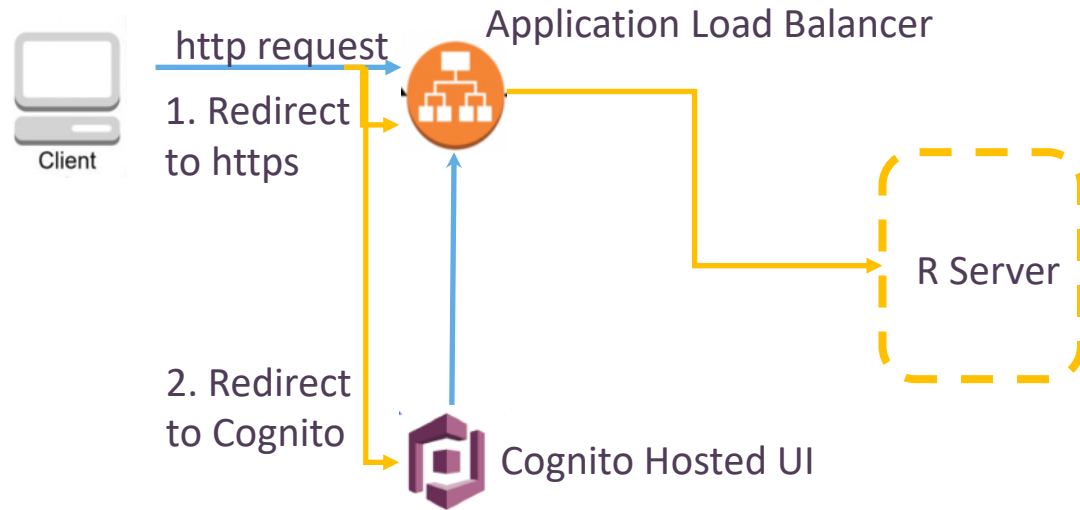 Application Load Balancer
http request
1. Redirect
to https
Client
R Server
2. Redirect
to Cognito
Cognito Hosted UI